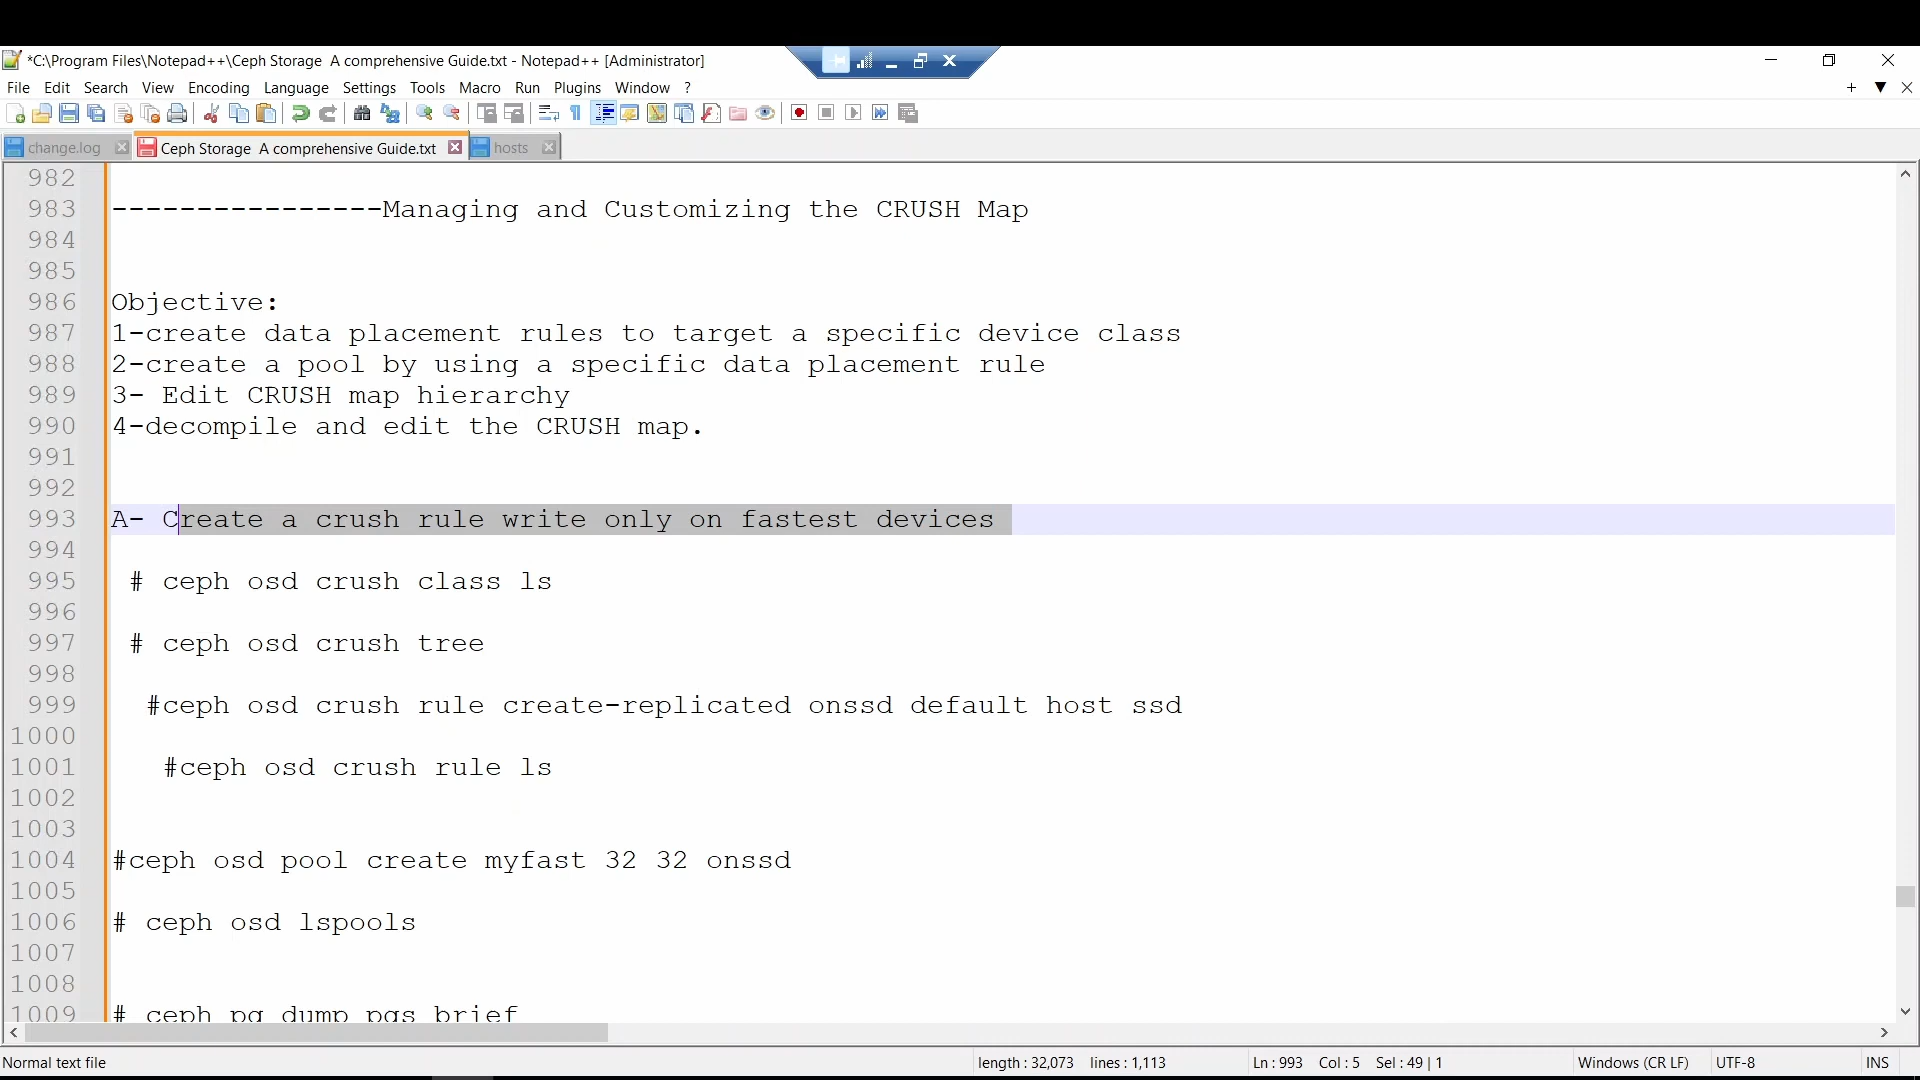 *C:\Program Files\Notepad++\Ceph Storage  A comprehensive Guide.txt - Notepad++ [Administrator]
File Edit Search View Encoding Language Settings Tools Macro Run Plugins Window ?
change.log Ceph Storage  A comprehensive Guide.txt hosts
982
983 ----------------Managing and Customizing the CRUSH Map
984
985
986 Objective:
987 1-create data placement rules to target a specific device class
988 2-create a pool by using a specific data placement rule
989 3- Edit CRUSH map hierarchy
990 4-decompile and edit the CRUSH map.
991
992
993 A- Create a crush rule write only on fastest devices
994
995 # ceph osd crush class ls
996
997 # ceph osd crush tree
998
999 #ceph osd crush rule create-replicated onssd default host ssd
1000
1001 #ceph osd crush rule ls
1002
1003
1004 #ceph osd pool create myfast 32 32 onssd
1005
1006 # ceph osd lspools
1007
1008
1009 # ceph pg dump pgs brief
Normal text file length : 32,073 lines : 1,113 Ln : 993 Col : 5 Sel : 49 | 1 Windows (CR LF) UTF-8 INS